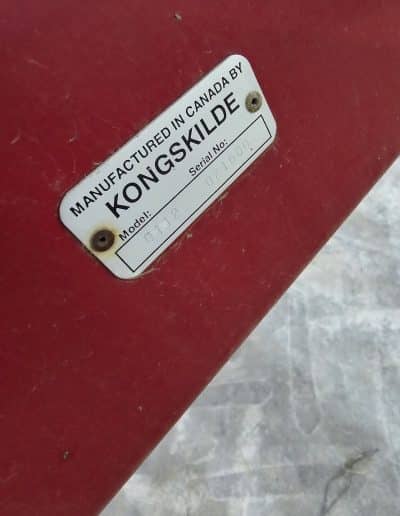 MANUFACTURED IN CANADA BY
KONGSKILDE
Model: Serial No: